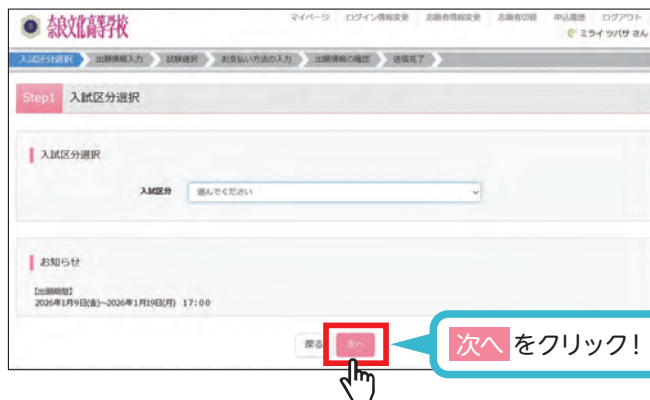 奈良文化高等学校
マイページ ログイン情報変更 志願者情報変更 志願者切替 申込履歴 ログアウト
ミライ ツバサ さん
入試区分選択 出願情報入力 試験選択 お支払い方法の入力 出願情報の確認 送信完了
Step1 入試区分選択
入試区分選択
入試区分 選んでください
お知らせ
【出願期間】
2026年1月9日(金)~2026年1月19日(月) 17:00
戻る 次へ
次へ をクリック!